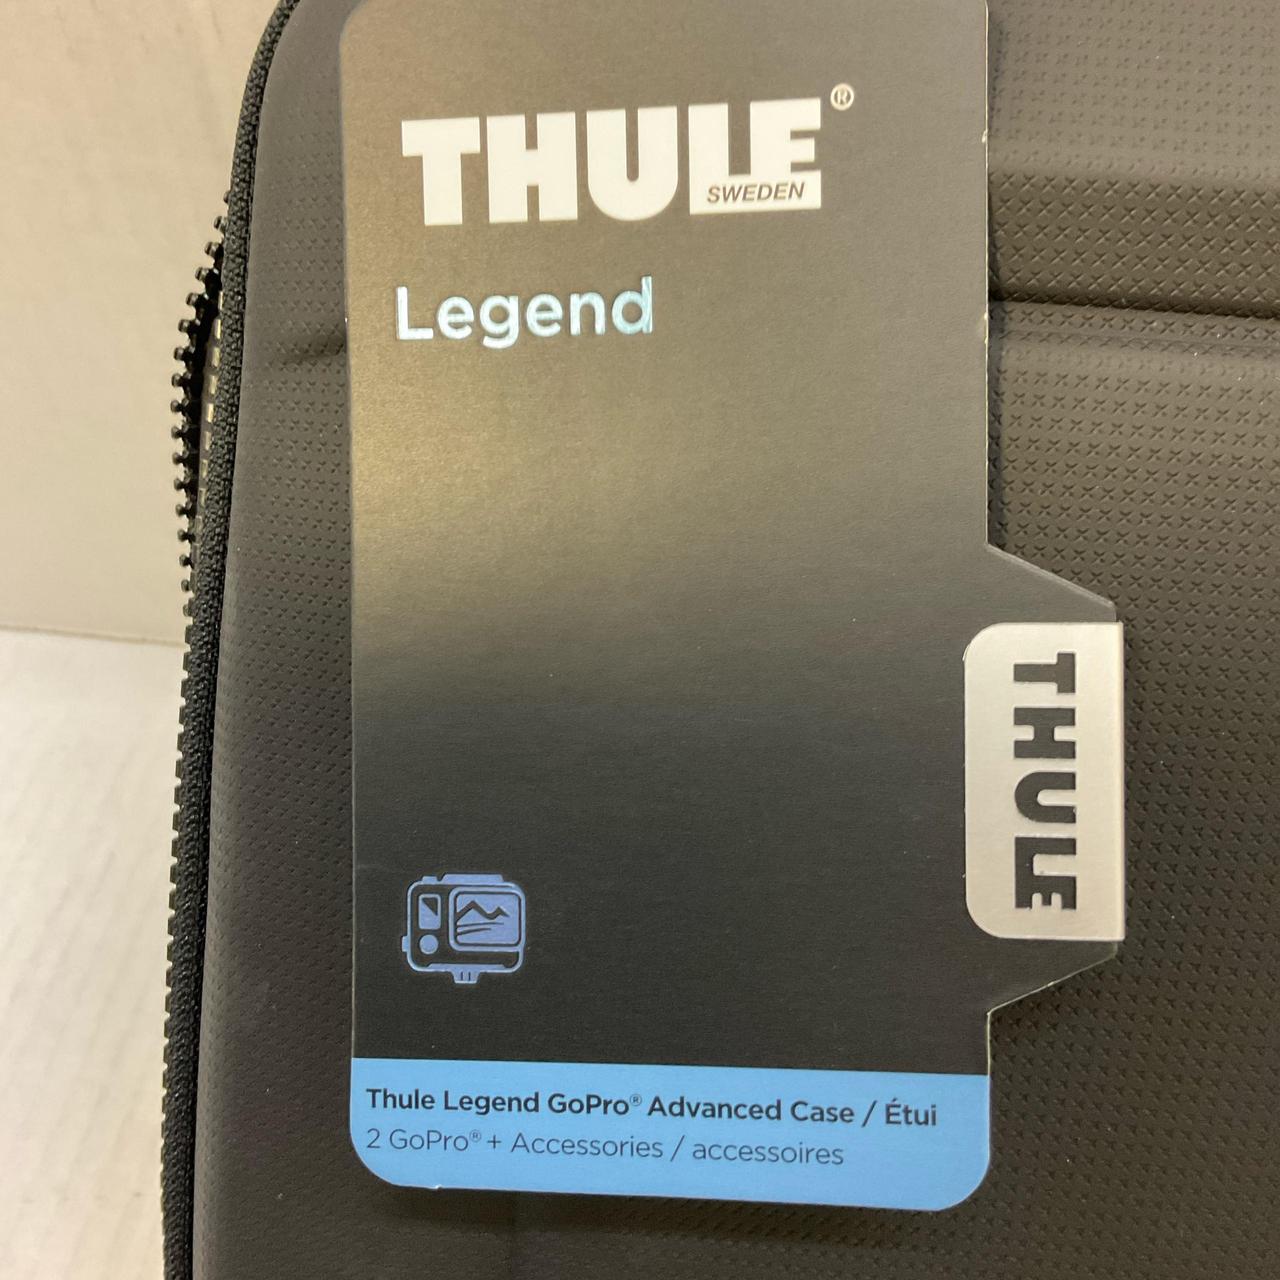 THULE®
SWEDEN
Legend
THULE
Thule Legend GoPro® Advanced Case / Étui
2 GoPro® + Accessories / accessoires